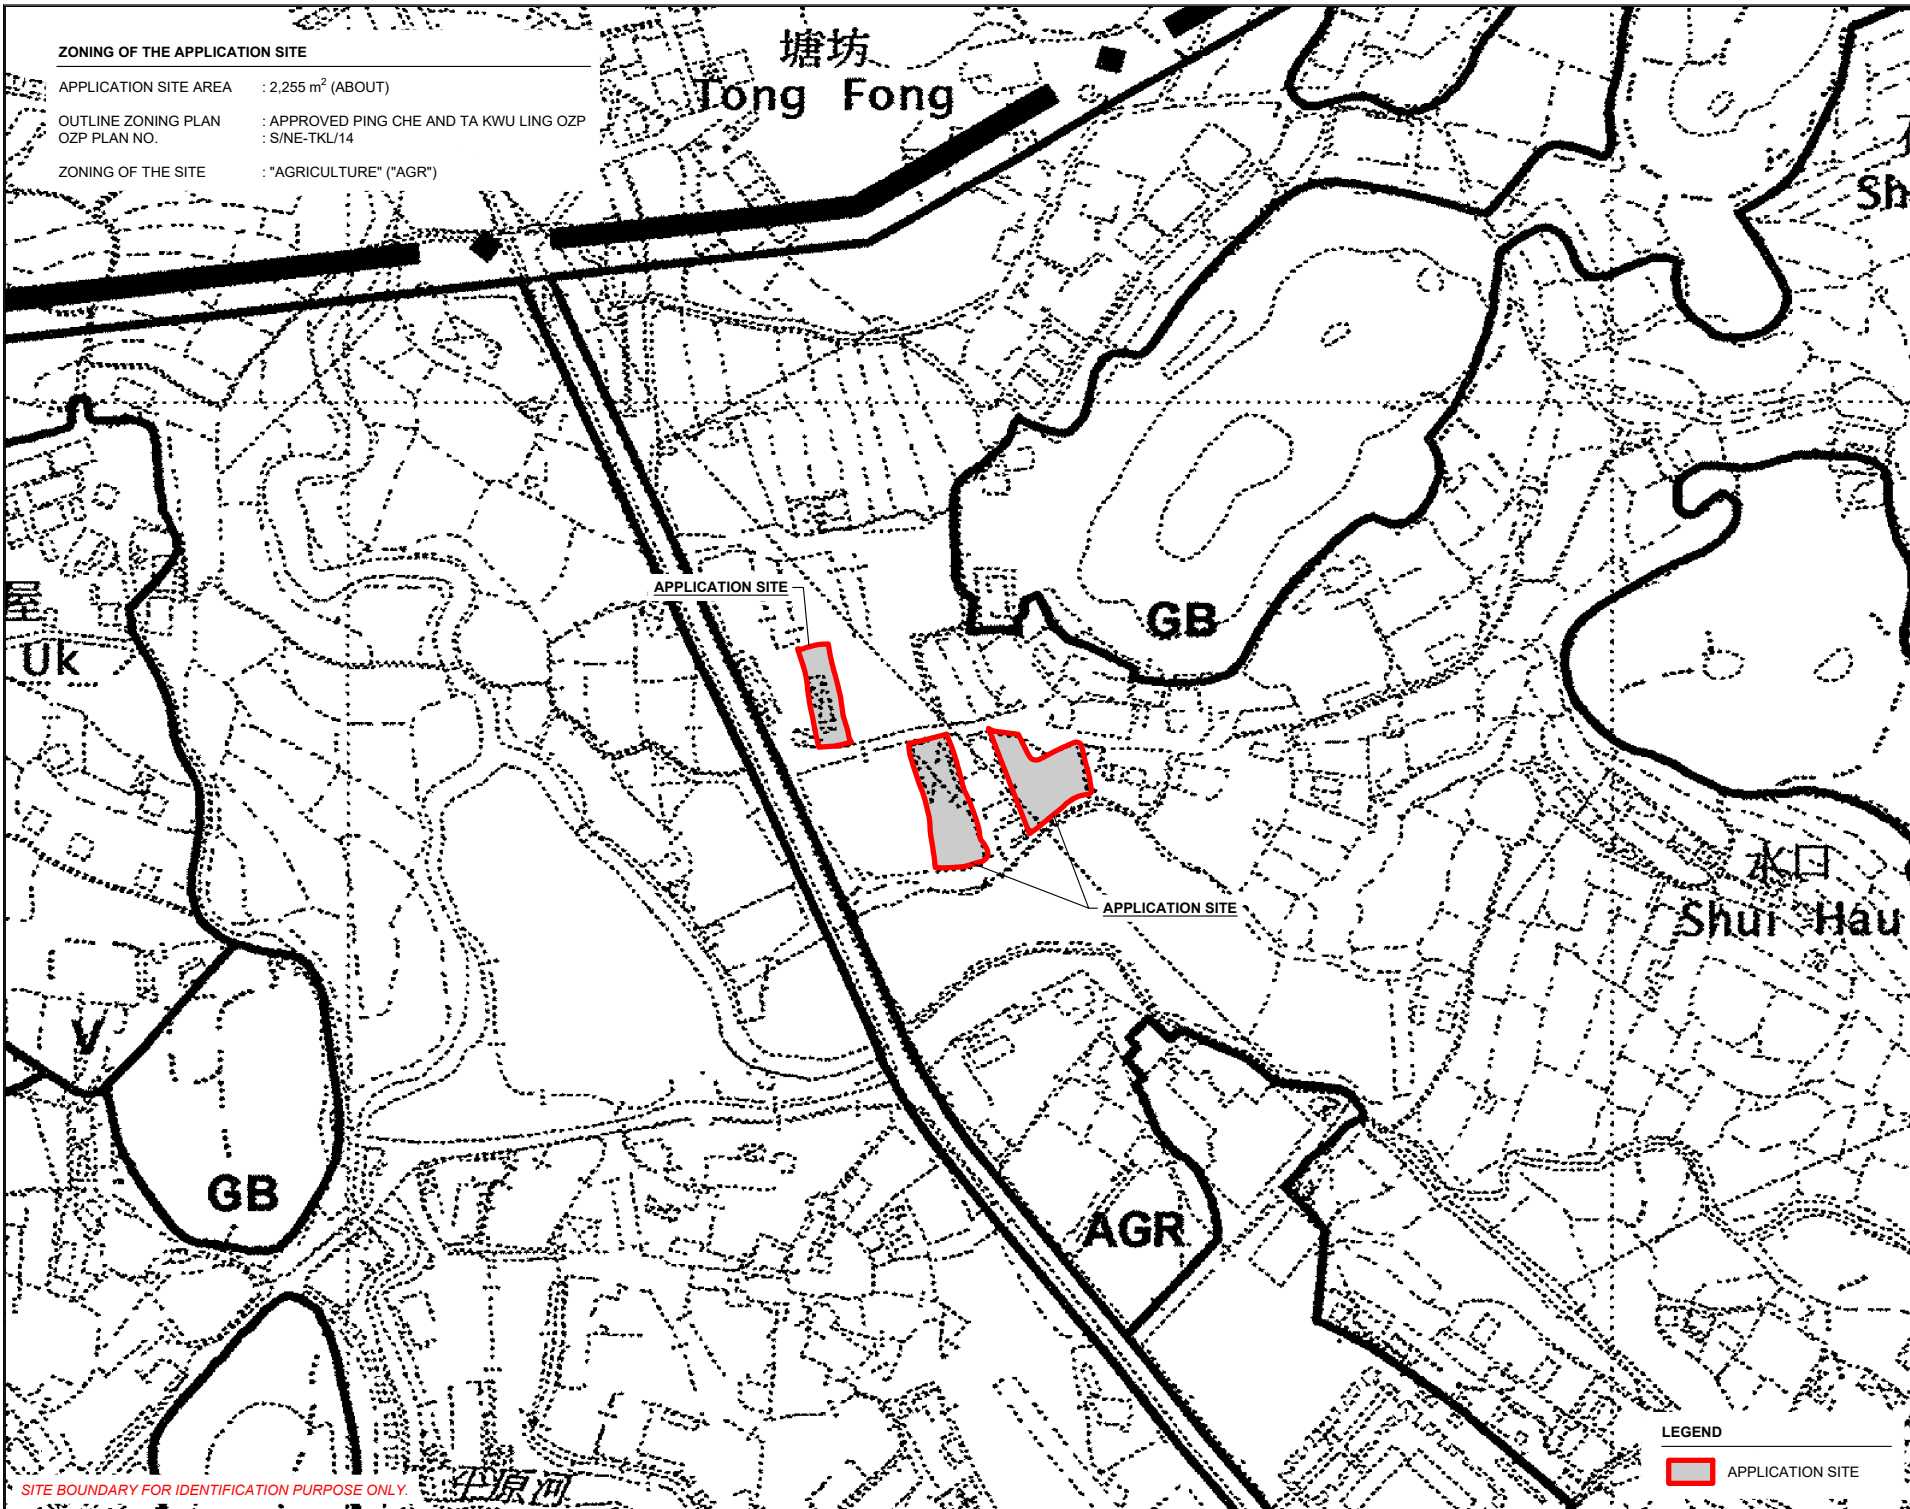 ZONING OF THE APPLICATION SITE
APPLICATION SITE AREA : 2,255 m² (ABOUT)
OUTLINE ZONING PLAN : APPROVED PING CHE AND TA KWU LING OZP
OZP PLAN NO. : S/NE-TKL/14
ZONING OF THE SITE : "AGRICULTURE" ("AGR")
塘坊
Tong Fong
Sh
屋
Uk
APPLICATION SITE
GB
水口
Shui Hau
APPLICATION SITE
V
GB
AGR
平原河
LEGEND
APPLICATION SITE
SITE BOUNDARY FOR IDENTIFICATION PURPOSE ONLY.